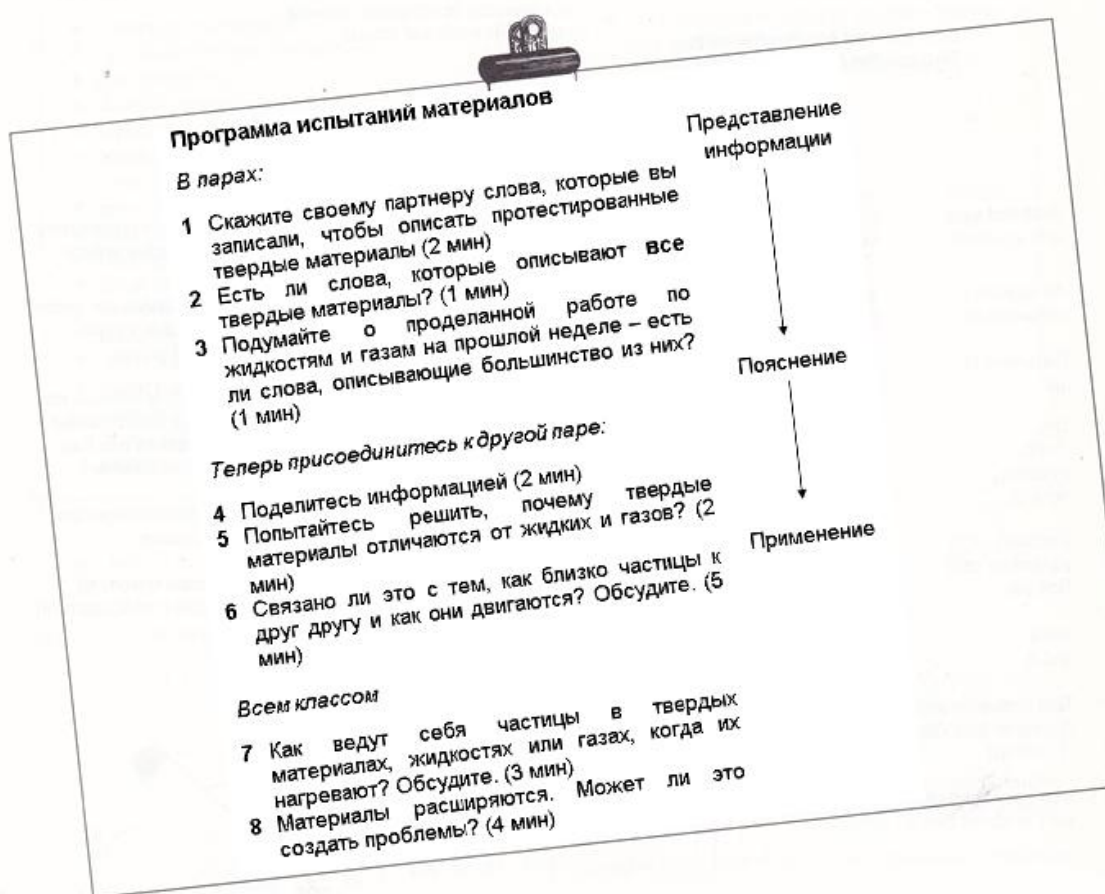 Программа испытаний материалов
В парах:
1 Скажите своему партнеру слова, которые вы
записали, чтобы описать протестированные
твердые материалы (2 мин)
2 Есть ли слова, которые описывают все
твердые материалы? (1 мин)
3 Подумайте о проделанной работе по
жидкостям и газам на прошлой неделе – есть
ли слова, описывающие большинство из них?
(1 мин)
Теперь присоединитесь к другой паре:
4 Поделитесь информацией (2 мин)
5 Попытайтесь решить, почему твердые
материалы отличаются от жидких и газов? (2
мин)
6 Связано ли это с тем, как близко частицы к
друг другу и как они двигаются? Обсудите. (5
мин)
Всем классом
7 Как ведут себя частицы в твердых
материалах, жидкостях или газах, когда их
нагревают? Обсудите. (3 мин)
8 Материалы расширяются. Может ли это
создать проблемы? (4 мин)
Представление
информации
Пояснение
Применение